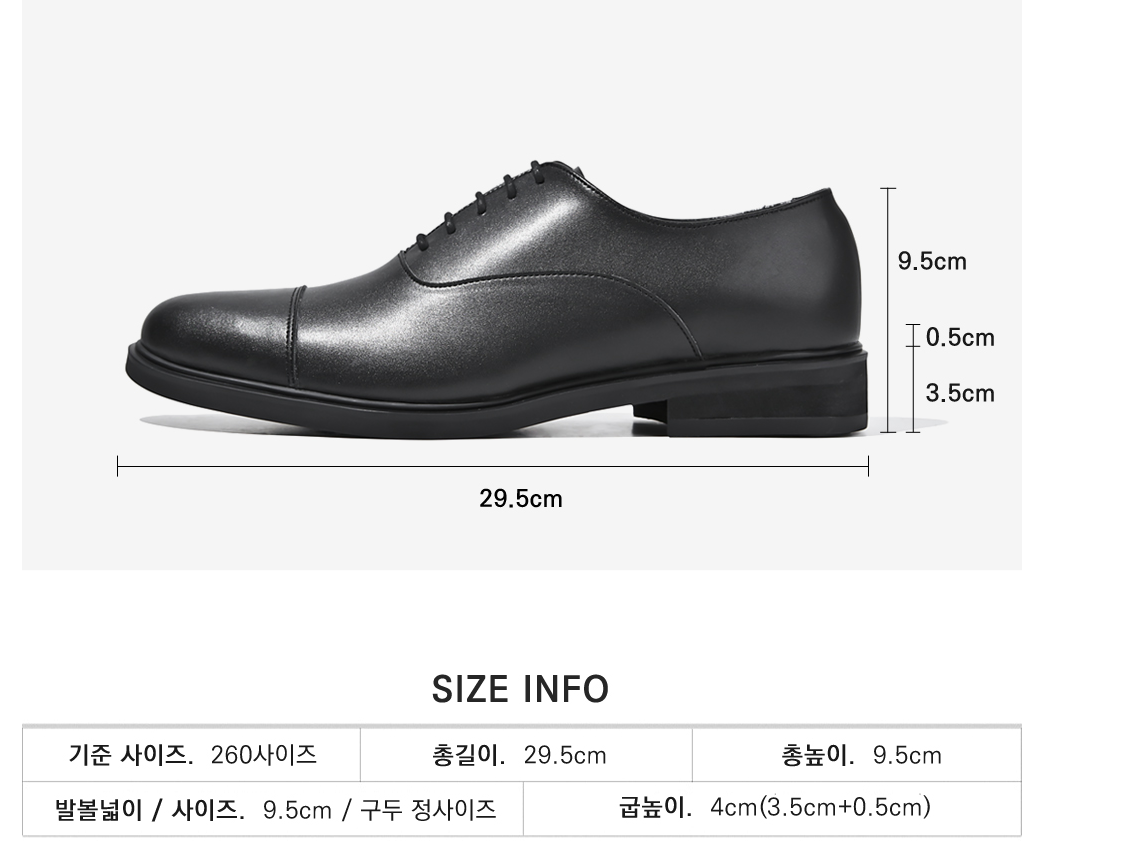 9.5cm
0.5cm
3.5cm
29.5cm
SIZE INFO
기준 사이즈. 260사이즈
총길이. 29.5cm
총높이. 9.5cm
발볼넓이 / 사이즈. 9.5cm / 구두 정사이즈
굽높이. 4cm(3.5cm+0.5cm)